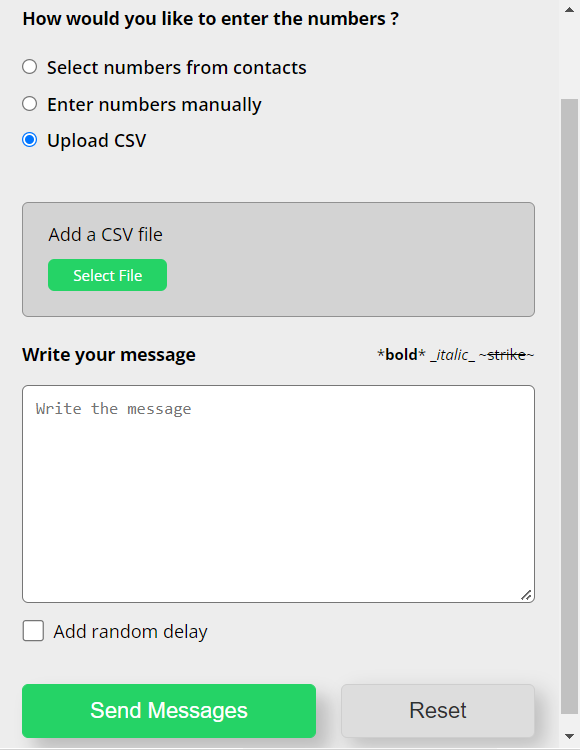 How would you like to enter the numbers ?
Select numbers from contacts
Enter numbers manually
Upload CSV
Add a CSV file
Select File
Write your message *bold* _italic_ ~strike~
Write the message
Add random delay
Send Messages Reset